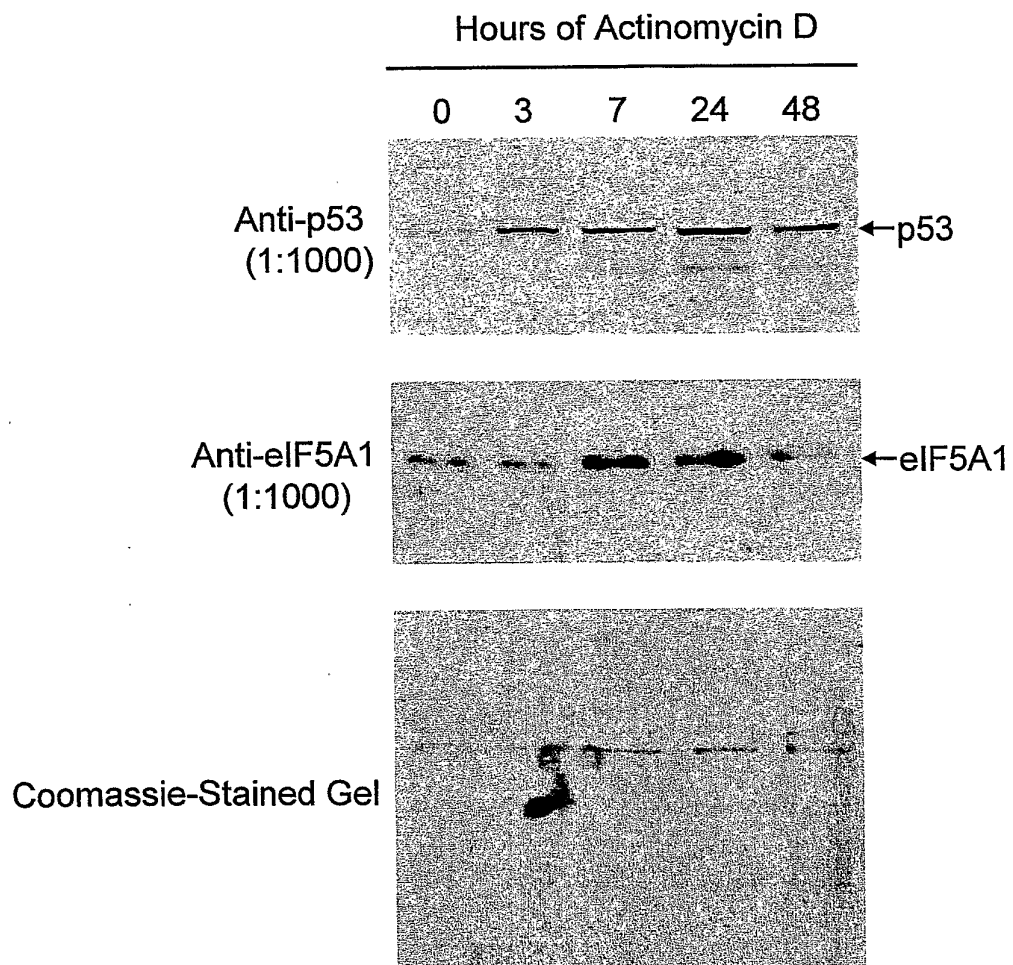 Hours of Actinomycin D
0 3 7 24 48
Anti-p53
(1:1000)
p53
Anti-eIF5A1
(1:1000)
eIF5A1
Coomassie-Stained Gel